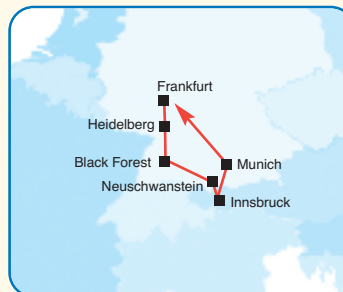 Frankfurt
Heidelberg
Black Forest
Munich
Neuschwanstein
Innsbruck